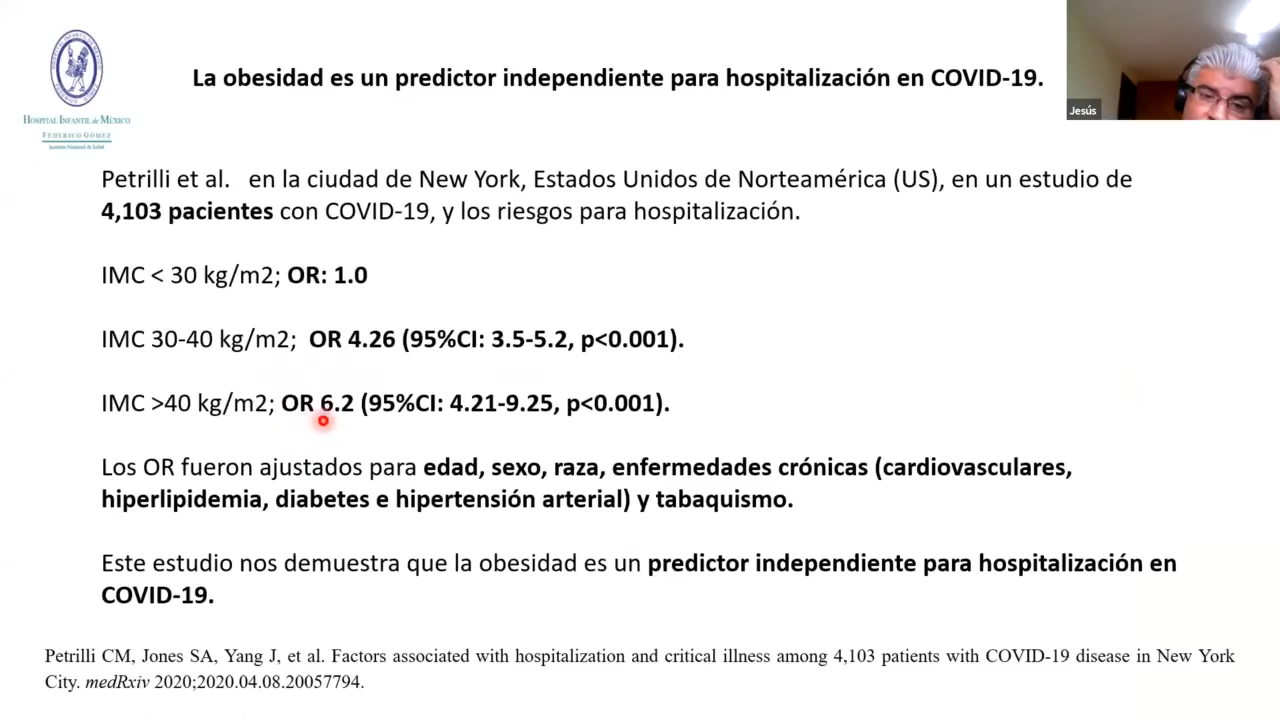 La obesidad es un predictor independiente para hospitalización en COVID-19.
Jesús
HOSPITAL INFANTIL de MÉXICO
FEDERICO GÓMEZ
Instituto Nacional de Salud
Petrilli et al. en la ciudad de New York, Estados Unidos de Norteamérica (US), en un estudio de
4,103 pacientes con COVID-19, y los riesgos para hospitalización.
IMC < 30 kg/m2; OR: 1.0
IMC 30-40 kg/m2; OR 4.26 (95%CI: 3.5-5.2, p<0.001).
IMC >40 kg/m2; OR 6.2 (95%CI: 4.21-9.25, p<0.001).
Los OR fueron ajustados para edad, sexo, raza, enfermedades crónicas (cardiovasculares,
hiperlipidemia, diabetes e hipertensión arterial) y tabaquismo.
Este estudio nos demuestra que la obesidad es un predictor independiente para hospitalización en
COVID-19.
Petrilli CM, Jones SA, Yang J, et al. Factors associated with hospitalization and critical illness among 4,103 patients with COVID-19 disease in New York
City. medRxiv 2020;2020.04.08.20057794.